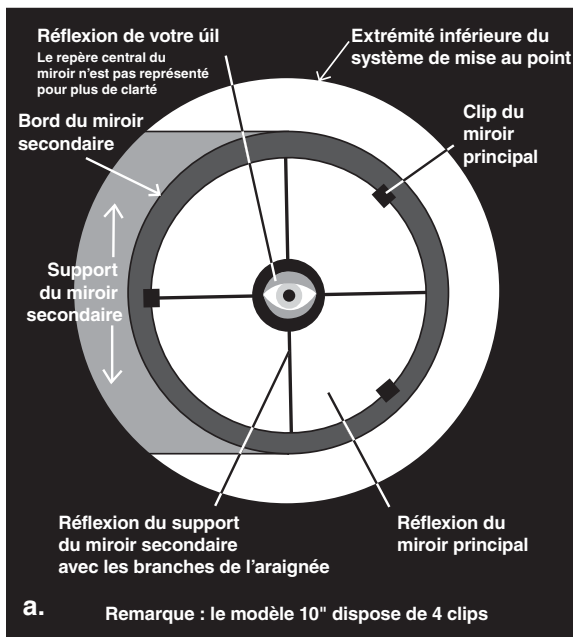 Réflexion de votre úil
Le repère central du
miroir n'est pas représenté
pour plus de clarté
Extrémité inférieure du
système de mise au point
Bord du miroir
secondaire
Clip du
miroir
principal
Support
du miroir
secondaire
Réflexion du support
du miroir secondaire
avec les branches de l'araignée
Réflexion du
miroir principal
a.
Remarque : le modèle 10" dispose de 4 clips